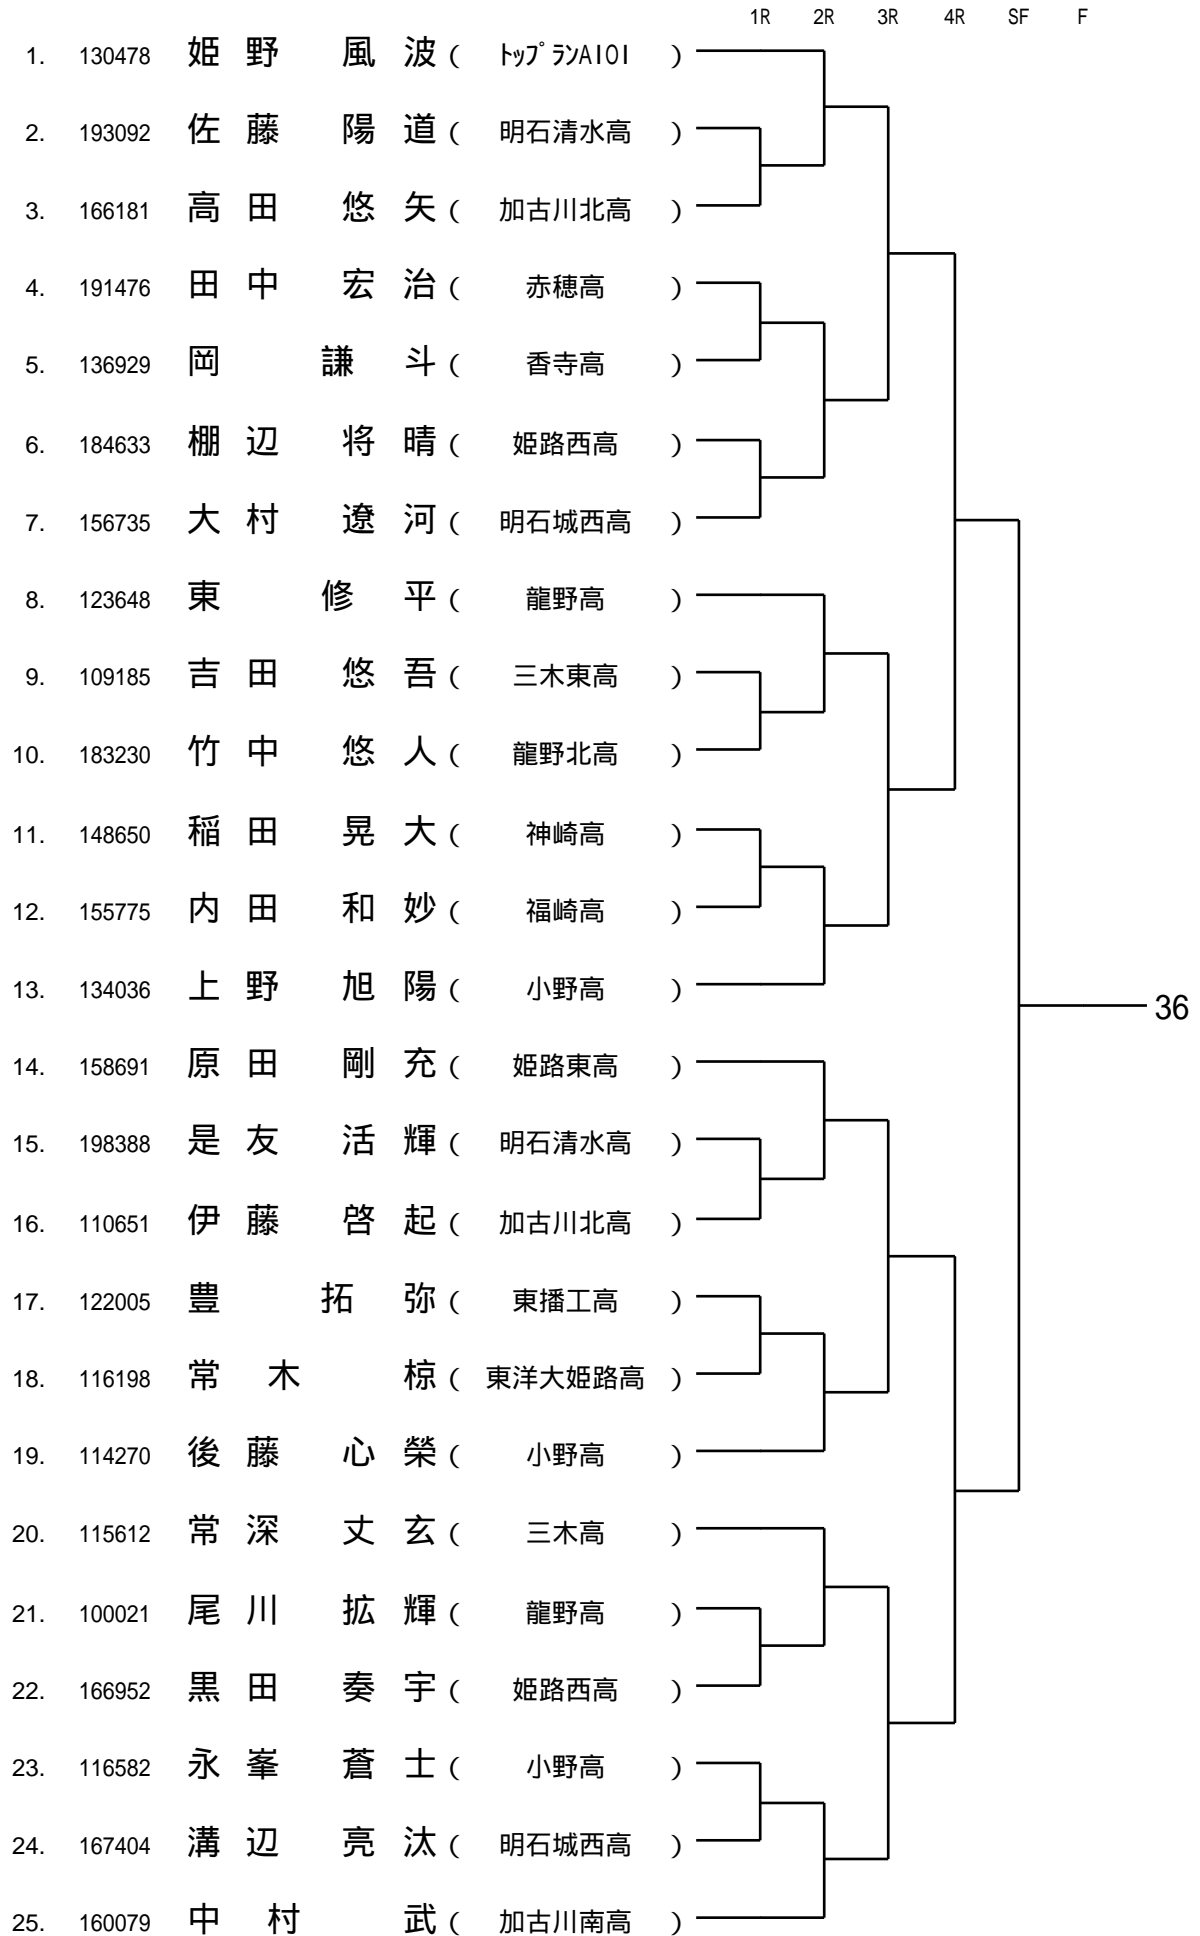 1R 2R 3R 4R SF F
1. 130478 姫野 風波 ( トップランAIOI )
2. 193092 佐藤 陽道 ( 明石清水高 )
3. 166181 高田 悠矢 ( 加古川北高 )
4. 191476 田中 宏治 ( 赤穂高 )
5. 136929 岡 謙斗 ( 香寺高 )
6. 184633 棚辺 将晴 ( 姫路西高 )
7. 156735 大村 遼河 ( 明石城西高 )
8. 123648 東 修平 ( 龍野高 )
9. 109185 吉田 悠吾 ( 三木東高 )
10. 183230 竹中 悠人 ( 龍野北高 )
11. 148650 稲田 晃大 ( 神崎高 )
12. 155775 内田 和妙 ( 福崎高 )
13. 134036 上野 旭陽 ( 小野高 )
36
14. 158691 原田 剛充 ( 姫路東高 )
15. 198388 是友 活輝 ( 明石清水高 )
16. 110651 伊藤 啓起 ( 加古川北高 )
17. 122005 豊 拓弥 ( 東播工高 )
18. 116198 常木 椋 ( 東洋大姫路高 )
19. 114270 後藤 心榮 ( 小野高 )
20. 115612 常深 丈玄 ( 三木高 )
21. 100021 尾川 拡輝 ( 龍野高 )
22. 166952 黒田 奏宇 ( 姫路西高 )
23. 116582 永峯 蒼士 ( 小野高 )
24. 167404 溝辺 亮汰 ( 明石城西高 )
25. 160079 中村 武 ( 加古川南高 )